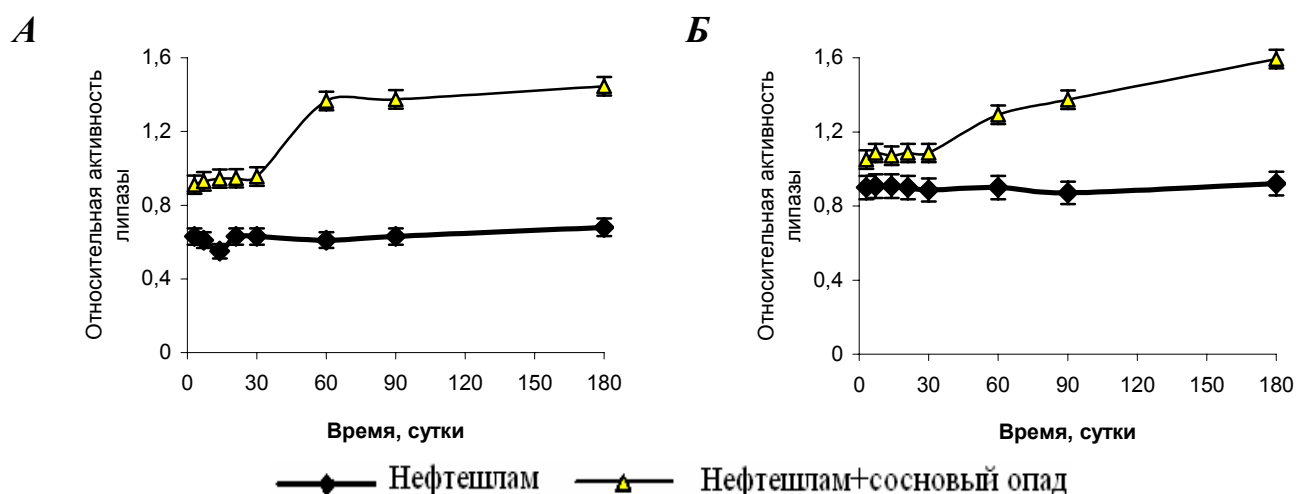 А
Относительная активность
липазы
1,6
1,2
0,8
0,4
0
0 30 60 90 120 150 180
Время, сутки
Б
Относительная активность
липазы
1,6
1,2
0,8
0,4
0
0 30 60 90 120 150 180
Время, сутки
Нефтешлам Нефтешлам+сосновый опад